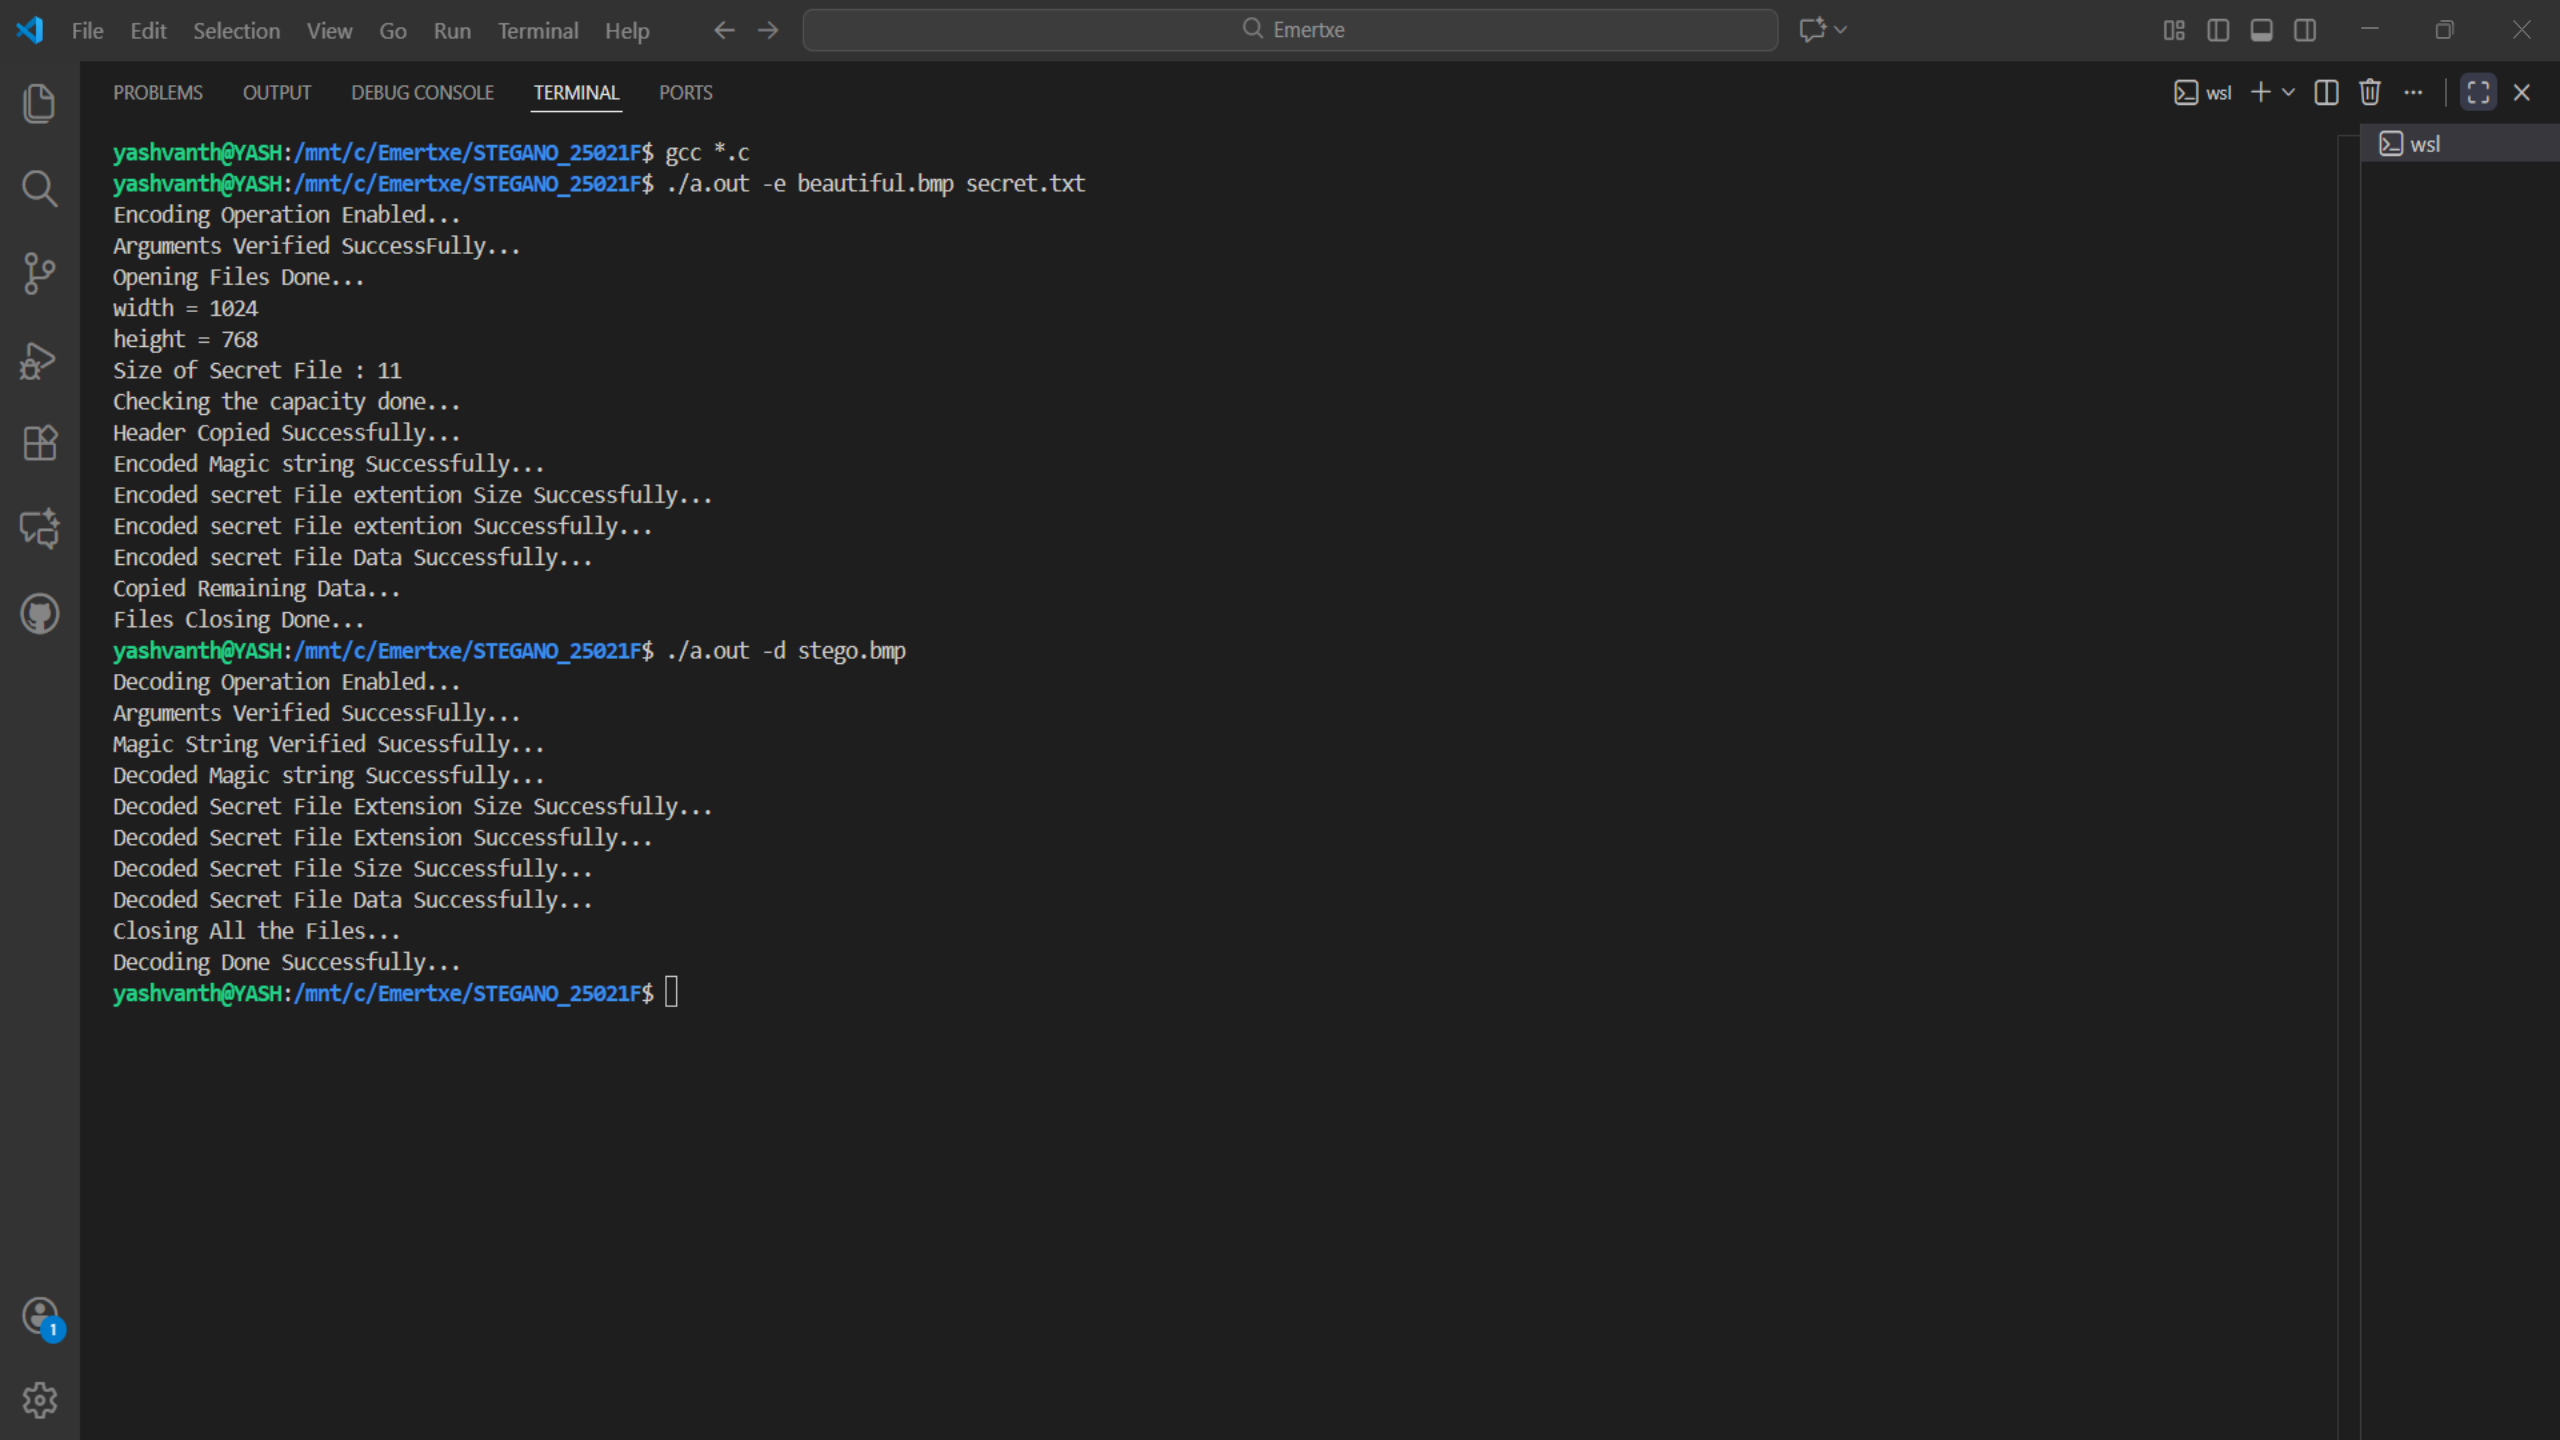 File Edit Selection View Go Run Terminal Help Emertxe
PROBLEMS OUTPUT DEBUG CONSOLE TERMINAL PORTS wsl
wsl
yashvanth@YASH:/mnt/c/Emertxe/STEGANO_25021F$ gcc *.c
yashvanth@YASH:/mnt/c/Emertxe/STEGANO_25021F$ ./a.out -e beautiful.bmp secret.txt
Encoding Operation Enabled...
Arguments Verified SuccessFully...
Opening Files Done...
width = 1024
height = 768
Size of Secret File : 11
Checking the capacity done...
Header Copied Successfully...
Encoded Magic string Successfully...
Encoded secret File extention Size Successfully...
Encoded secret File extention Successfully...
Encoded secret File Data Successfully...
Copied Remaining Data...
Files Closing Done...
yashvanth@YASH:/mnt/c/Emertxe/STEGANO_25021F$ ./a.out -d stego.bmp
Decoding Operation Enabled...
Arguments Verified SuccessFully...
Magic String Verified Sucessfully...
Decoded Magic string Successfully...
Decoded Secret File Extension Size Successfully...
Decoded Secret File Extension Successfully...
Decoded Secret File Size Successfully...
Decoded Secret File Data Successfully...
Closing All the Files...
Decoding Done Successfully...
yashvanth@YASH:/mnt/c/Emertxe/STEGANO_25021F$
1